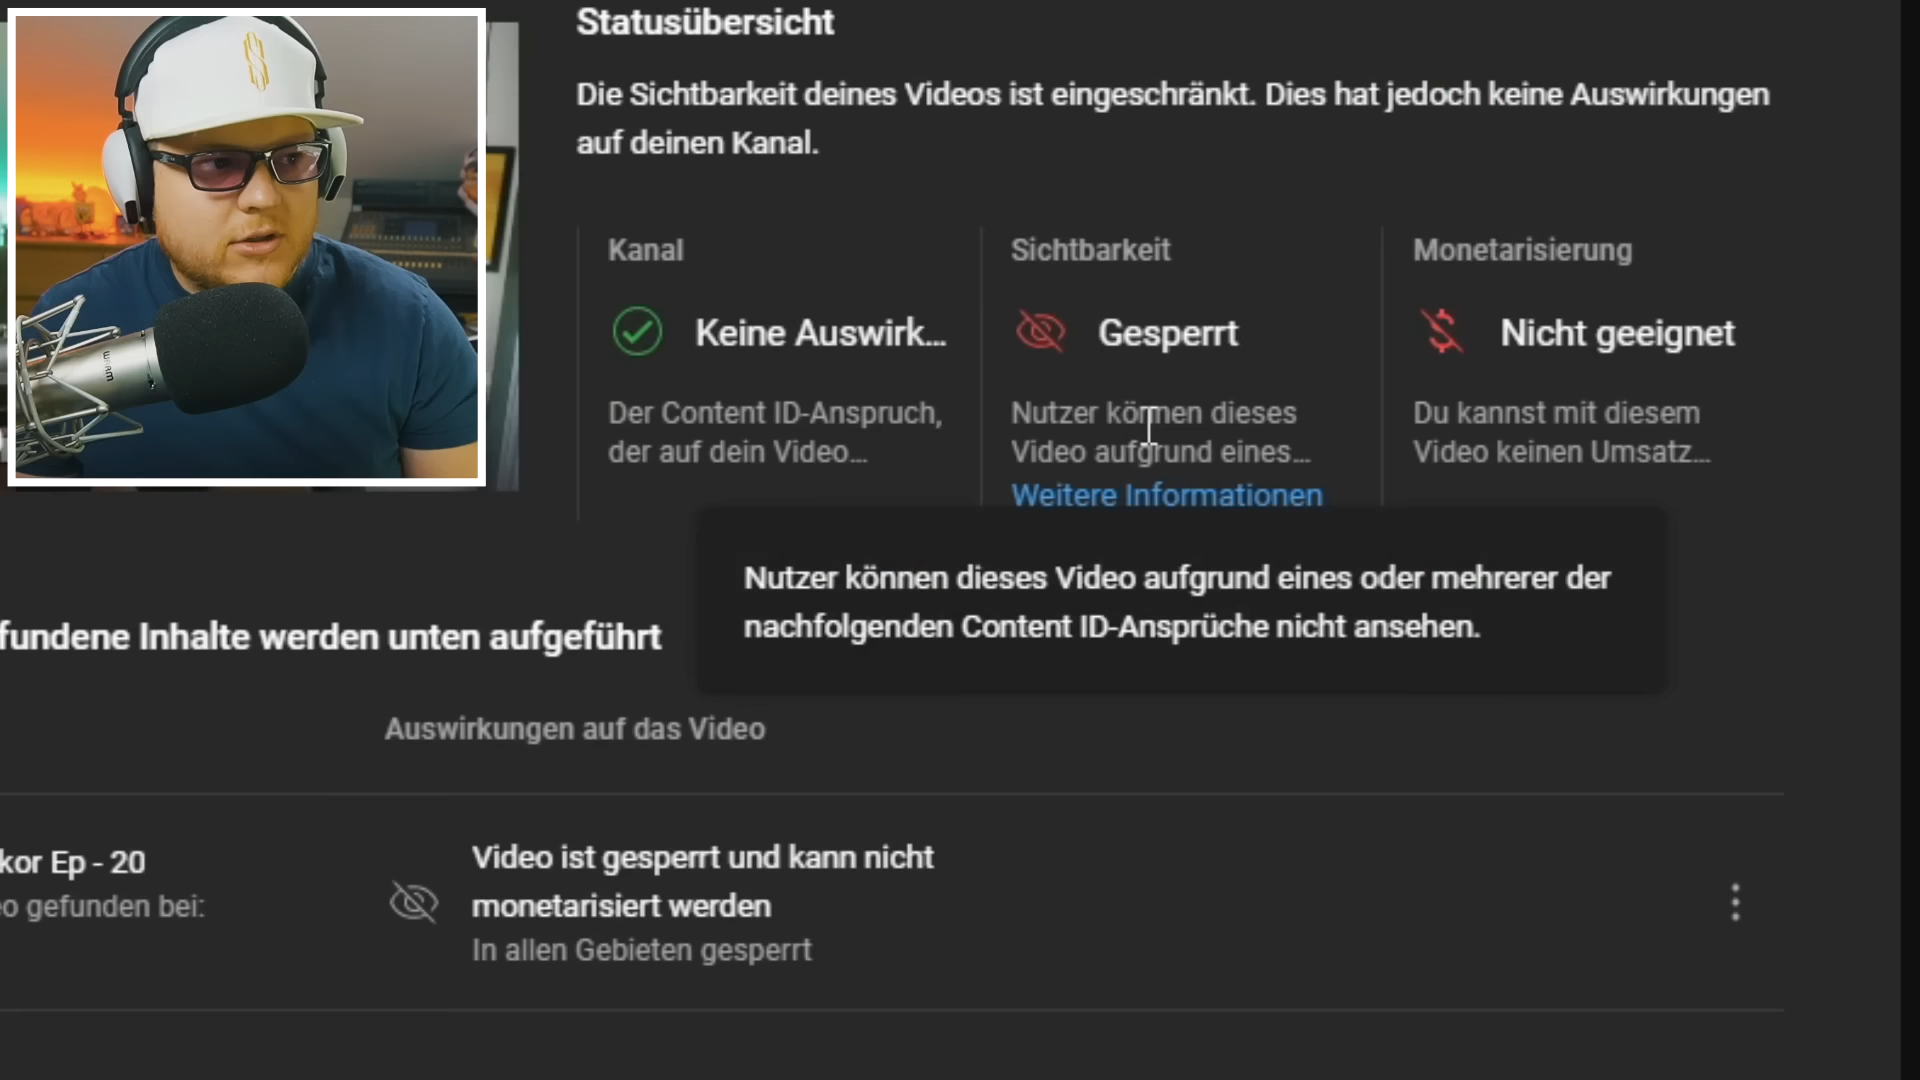 Statusübersicht
Die Sichtbarkeit deines Videos ist eingeschränkt. Dies hat jedoch keine Auswirkungen
auf deinen Kanal.
Kanal
Keine Auswirk...
Der Content ID-Anspruch,
der auf dein Video...
Sichtbarkeit
Gesperrt
Nutzer können dieses
Video aufgrund eines...
Weitere Informationen
Monetarisierung
Nicht geeignet
Du kannst mit diesem
Video keinen Umsatz...
Nutzer können dieses Video aufgrund eines oder mehrerer der
nachfolgenden Content ID-Ansprüche nicht ansehen.
fundene Inhalte werden unten aufgeführt
Auswirkungen auf das Video
kor Ep - 20
eo gefunden bei:
Video ist gesperrt und kann nicht
monetarisiert werden
In allen Gebieten gesperrt